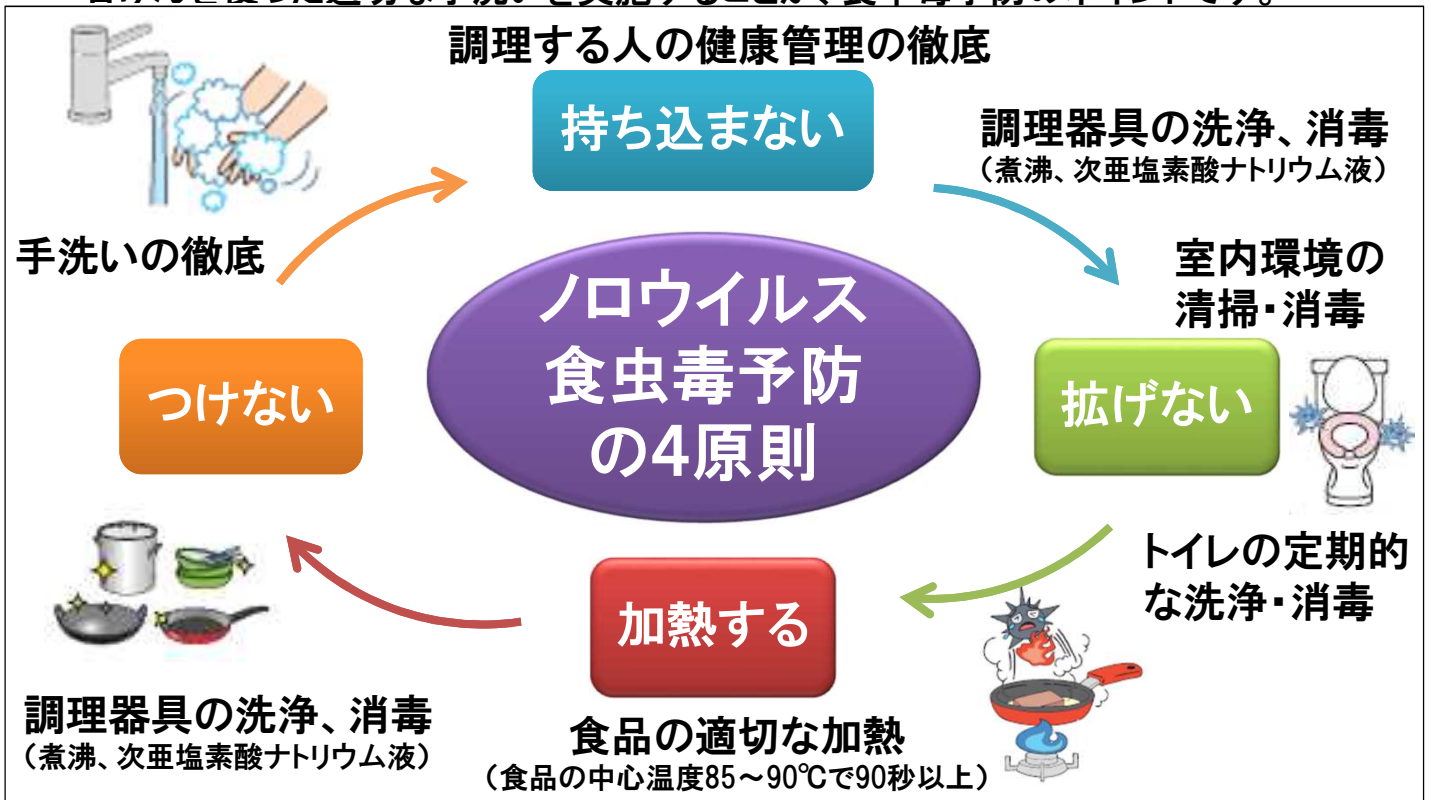 調理する人の健康管理の徹底
持ち込まない
調理器具の洗浄、消毒
（煮沸、次亜塩素酸ナトリウム液）
手洗いの徹底
室内環境の
清掃・消毒
ノロウイルス
食虫毒予防
の4原則
つけない
拡げない
トイレの定期的
な洗浄・消毒
加熱する
調理器具の洗浄、消毒
（煮沸、次亜塩素酸ナトリウム液）
食品の適切な加熱
（食品の中心温度85～90℃で90秒以上）